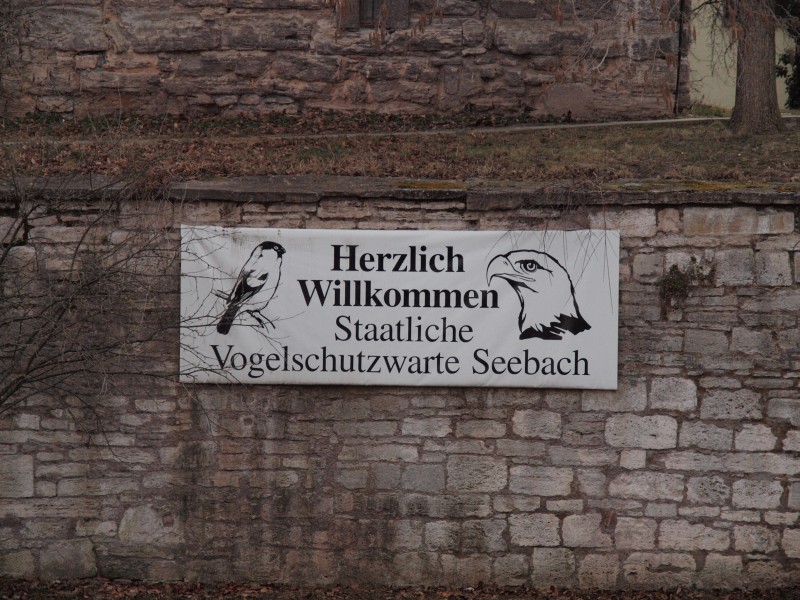 Herzlich
Willkommen
Staatliche
Vogelschutzwarte Seebach